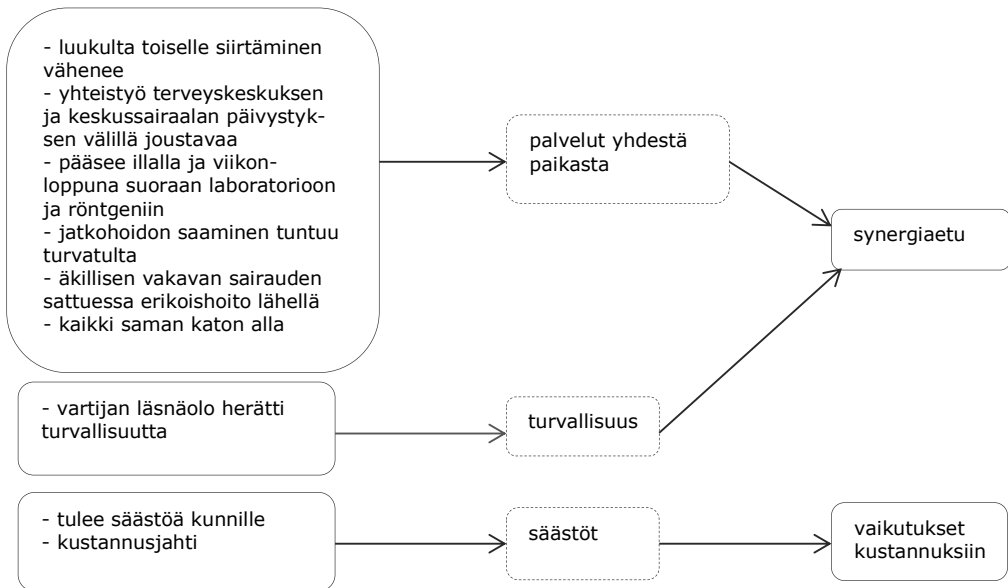 - luukulta toiselle siirtäminen
vähenee
- yhteistyö terveyskeskuksen
ja keskussairaalan päivystyk-
sen välillä joustavaa
- pääsee illalla ja viikon-
loppuna suoraan laboratorioon
ja röntgeniin
- jatkohoidon saaminen tuntuu
turvatulta
- äkillisen vakavan sairauden
sattuessa erikoishoito lähellä
- kaikki saman katon alla
palvelut yhdestä
paikasta
synergiaetu
- vartijan läsnäolo herätti
turvallisuutta
turvallisuus
- tulee säästöä kunnille
- kustannusjahti
säästöt
vaikutukset
kustannuksiin